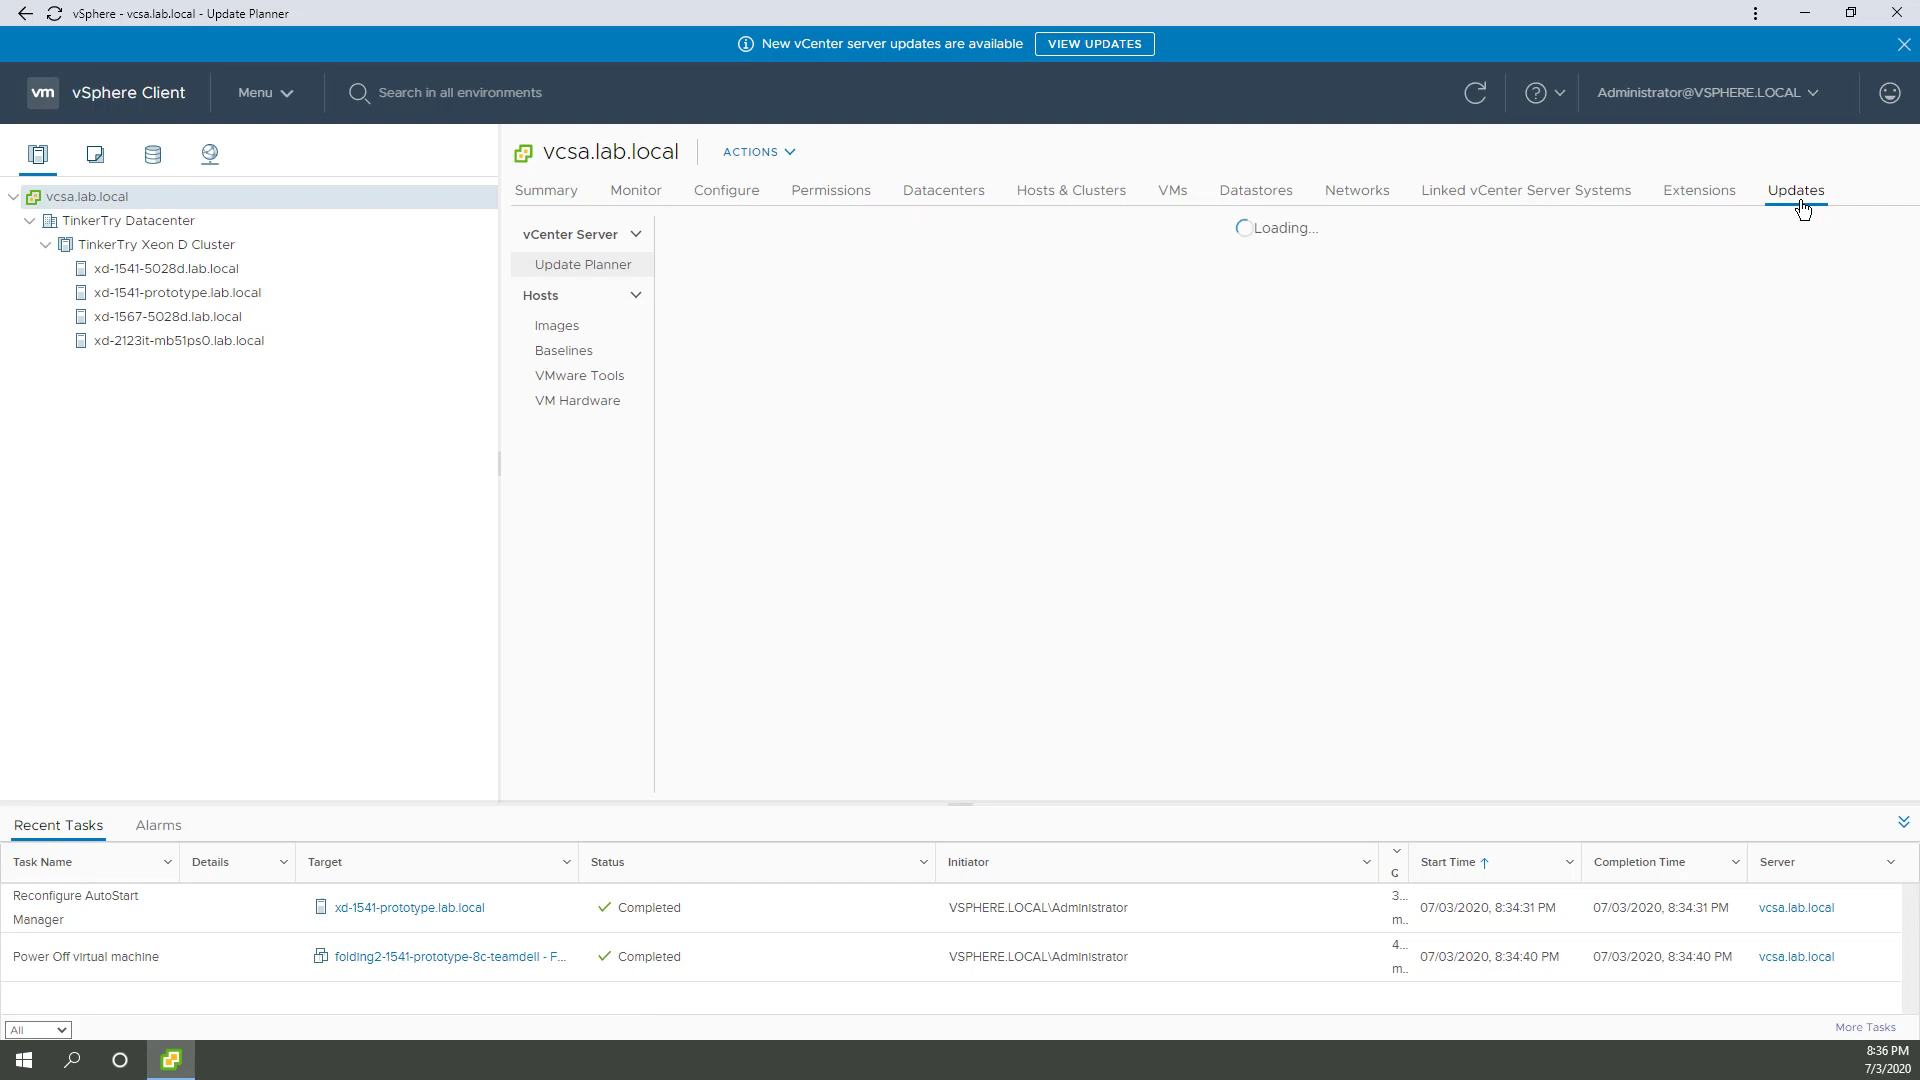 vSphere - vcsa.lab.local - Update Planner
New vCenter server updates are available VIEW UPDATES
vm vSphere Client Menu Search in all environments Administrator@VSPHERE.LOCAL
vcsa.lab.local
TinkerTry Datacenter
TinkerTry Xeon D Cluster
xd-1541-5028d.lab.local
xd-1541-prototype.lab.local
xd-1567-5028d.lab.local
xd-2123it-mb51ps0.lab.local
vcsa.lab.local ACTIONS
Summary Monitor Configure Permissions Datacenters Hosts & Clusters VMs Datastores Networks Linked vCenter Server Systems Extensions Updates
vCenter Server
Update Planner
Hosts
Images
Baselines
VMware Tools
VM Hardware
Loading...
Recent Tasks Alarms
Task Name Details Target Status Initiator G Start Time Completion Time Server
Reconfigure AutoStart
Manager
xd-1541-prototype.lab.local Completed VSPHERE.LOCAL\Administrator 3...
m..
07/03/2020, 8:34:31 PM 07/03/2020, 8:34:31 PM vcsa.lab.local
Power Off virtual machine folding2-1541-prototype-8c-teamdell - F... Completed VSPHERE.LOCAL\Administrator 4...
m..
07/03/2020, 8:34:40 PM 07/03/2020, 8:34:40 PM vcsa.lab.local
All More Tasks
8:36 PM
7/3/2020